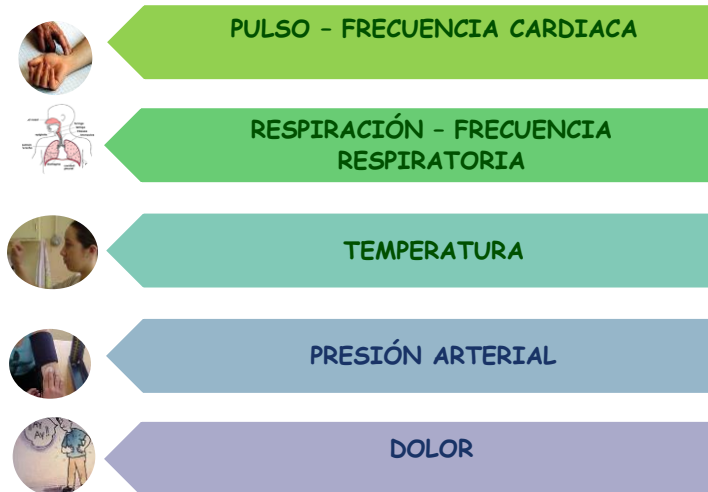 PULSO – FRECUENCIA CARDIACA
RESPIRACIÓN – FRECUENCIA
RESPIRATORIA
TEMPERATURA
PRESIÓN ARTERIAL
DOLOR